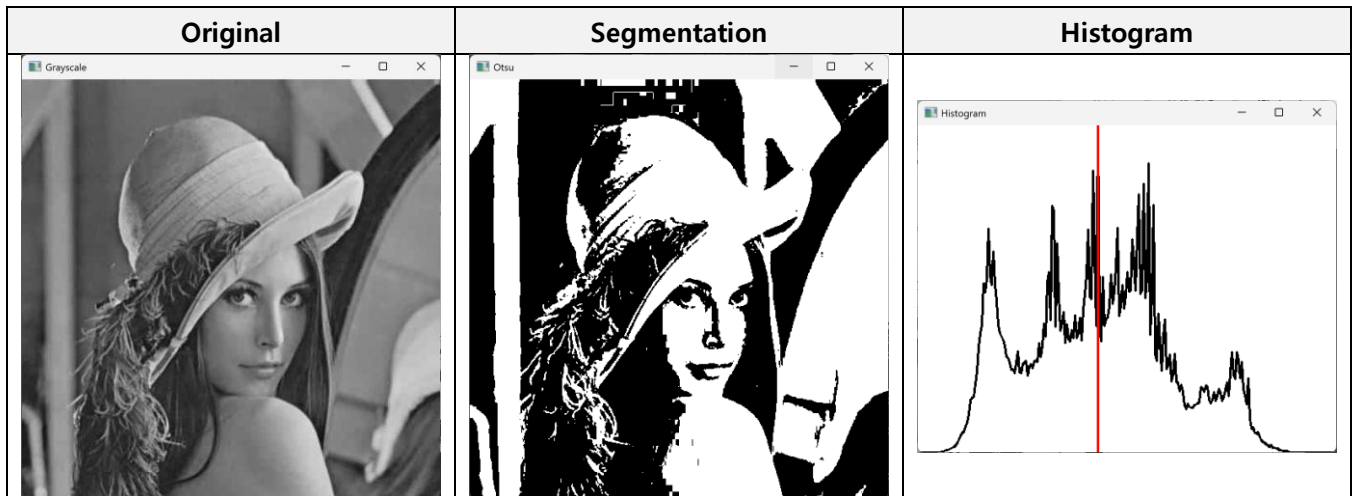 Original
Segmentation
Histogram
Grayscale
Otsu
Histogram